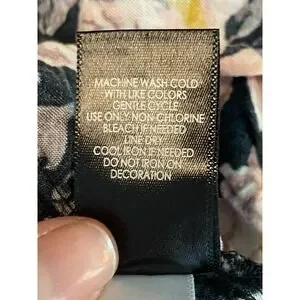 MACHINE WASH COLD
WITH LIKE COLORS
GENTLE CYCLE
USE ONLY NON-CHLORINE
BLEACH IF NEEDED
LINE DRY
COOL IRON IF NEEDED
DO NOT IRON ON
DECORATION